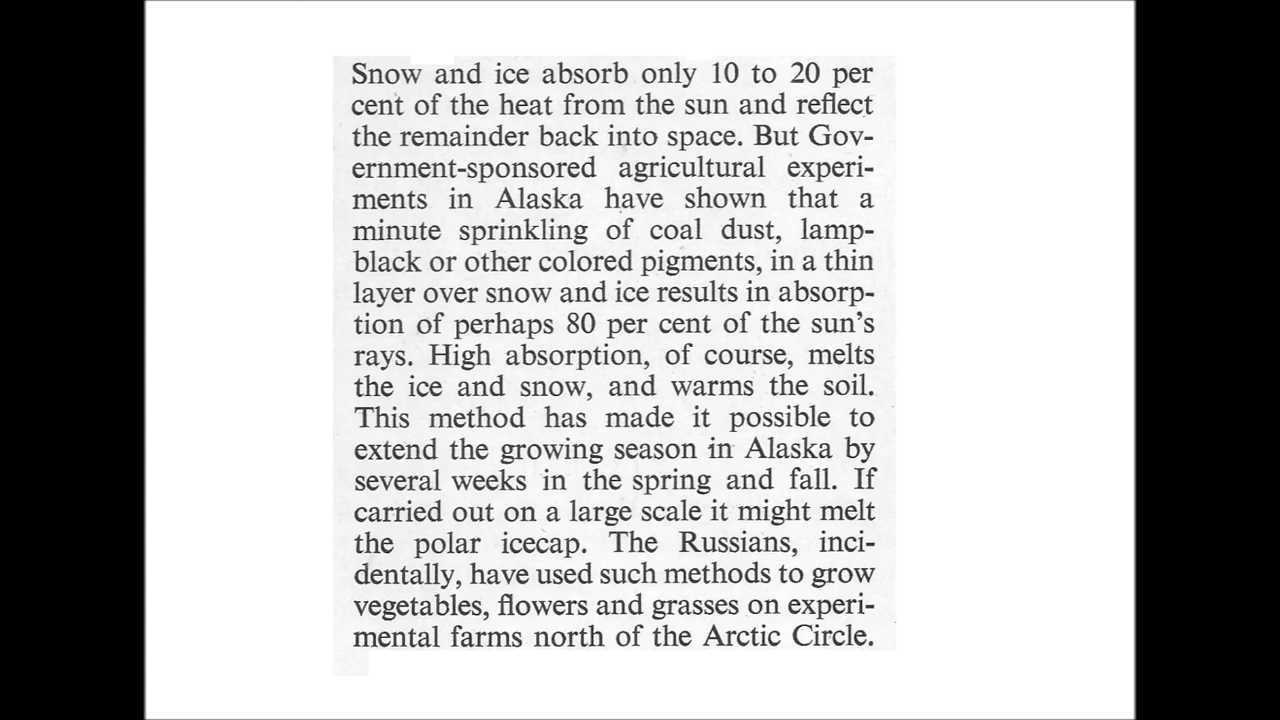 Snow and ice absorb only 10 to 20 per
cent of the heat from the sun and reflect
the remainder back into space. But Gov-
ernment-sponsored agricultural experi-
ments in Alaska have shown that a
minute sprinkling of coal dust, lamp-
black or other colored pigments, in a thin
layer over snow and ice results in absorp-
tion of perhaps 80 per cent of the sun's
rays. High absorption, of course, melts
the ice and snow, and warms the soil.
This method has made it possible to
extend the growing season in Alaska by
several weeks in the spring and fall. If
carried out on a large scale it might melt
the polar icecap. The Russians, inci-
dentally, have used such methods to grow
vegetables, flowers and grasses on experi-
mental farms north of the Arctic Circle.